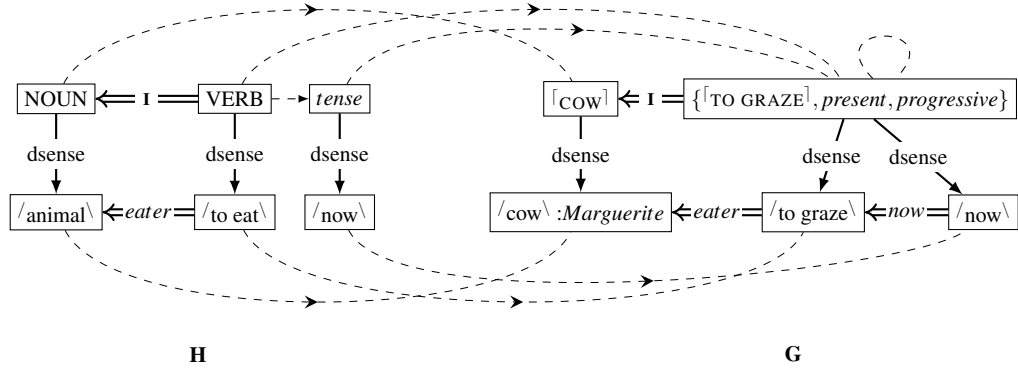 NOUN I VERB tense ⌈COW⌉ I {⌈TO GRAZE⌉, present, progressive}
dsense dsense dsense dsense dsense dsense
/animal\ eater /to eat\ /now\ /cow\ :Marguerite eater /to graze\ now /now\
H G